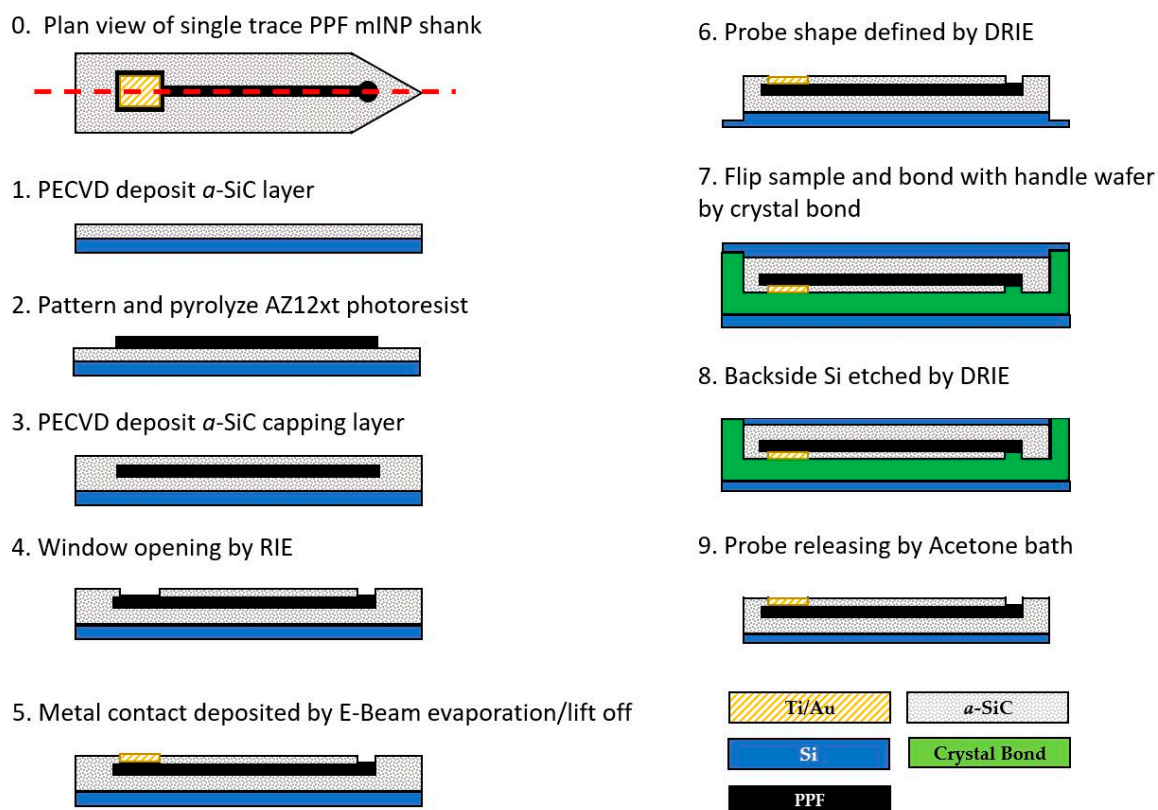 0. Plan view of single trace PPF mINP shank
1. PECVD deposit a-SiC layer
2. Pattern and pyrolyze AZ12xt photoresist
3. PECVD deposit a-SiC capping layer
4. Window opening by RIE
5. Metal contact deposited by E-Beam evaporation/lift off
6. Probe shape defined by DRIE
7. Flip sample and bond with handle wafer
by crystal bond
8. Backside Si etched by DRIE
9. Probe releasing by Acetone bath
Ti/Au
a-SiC
Si
Crystal Bond
PPF